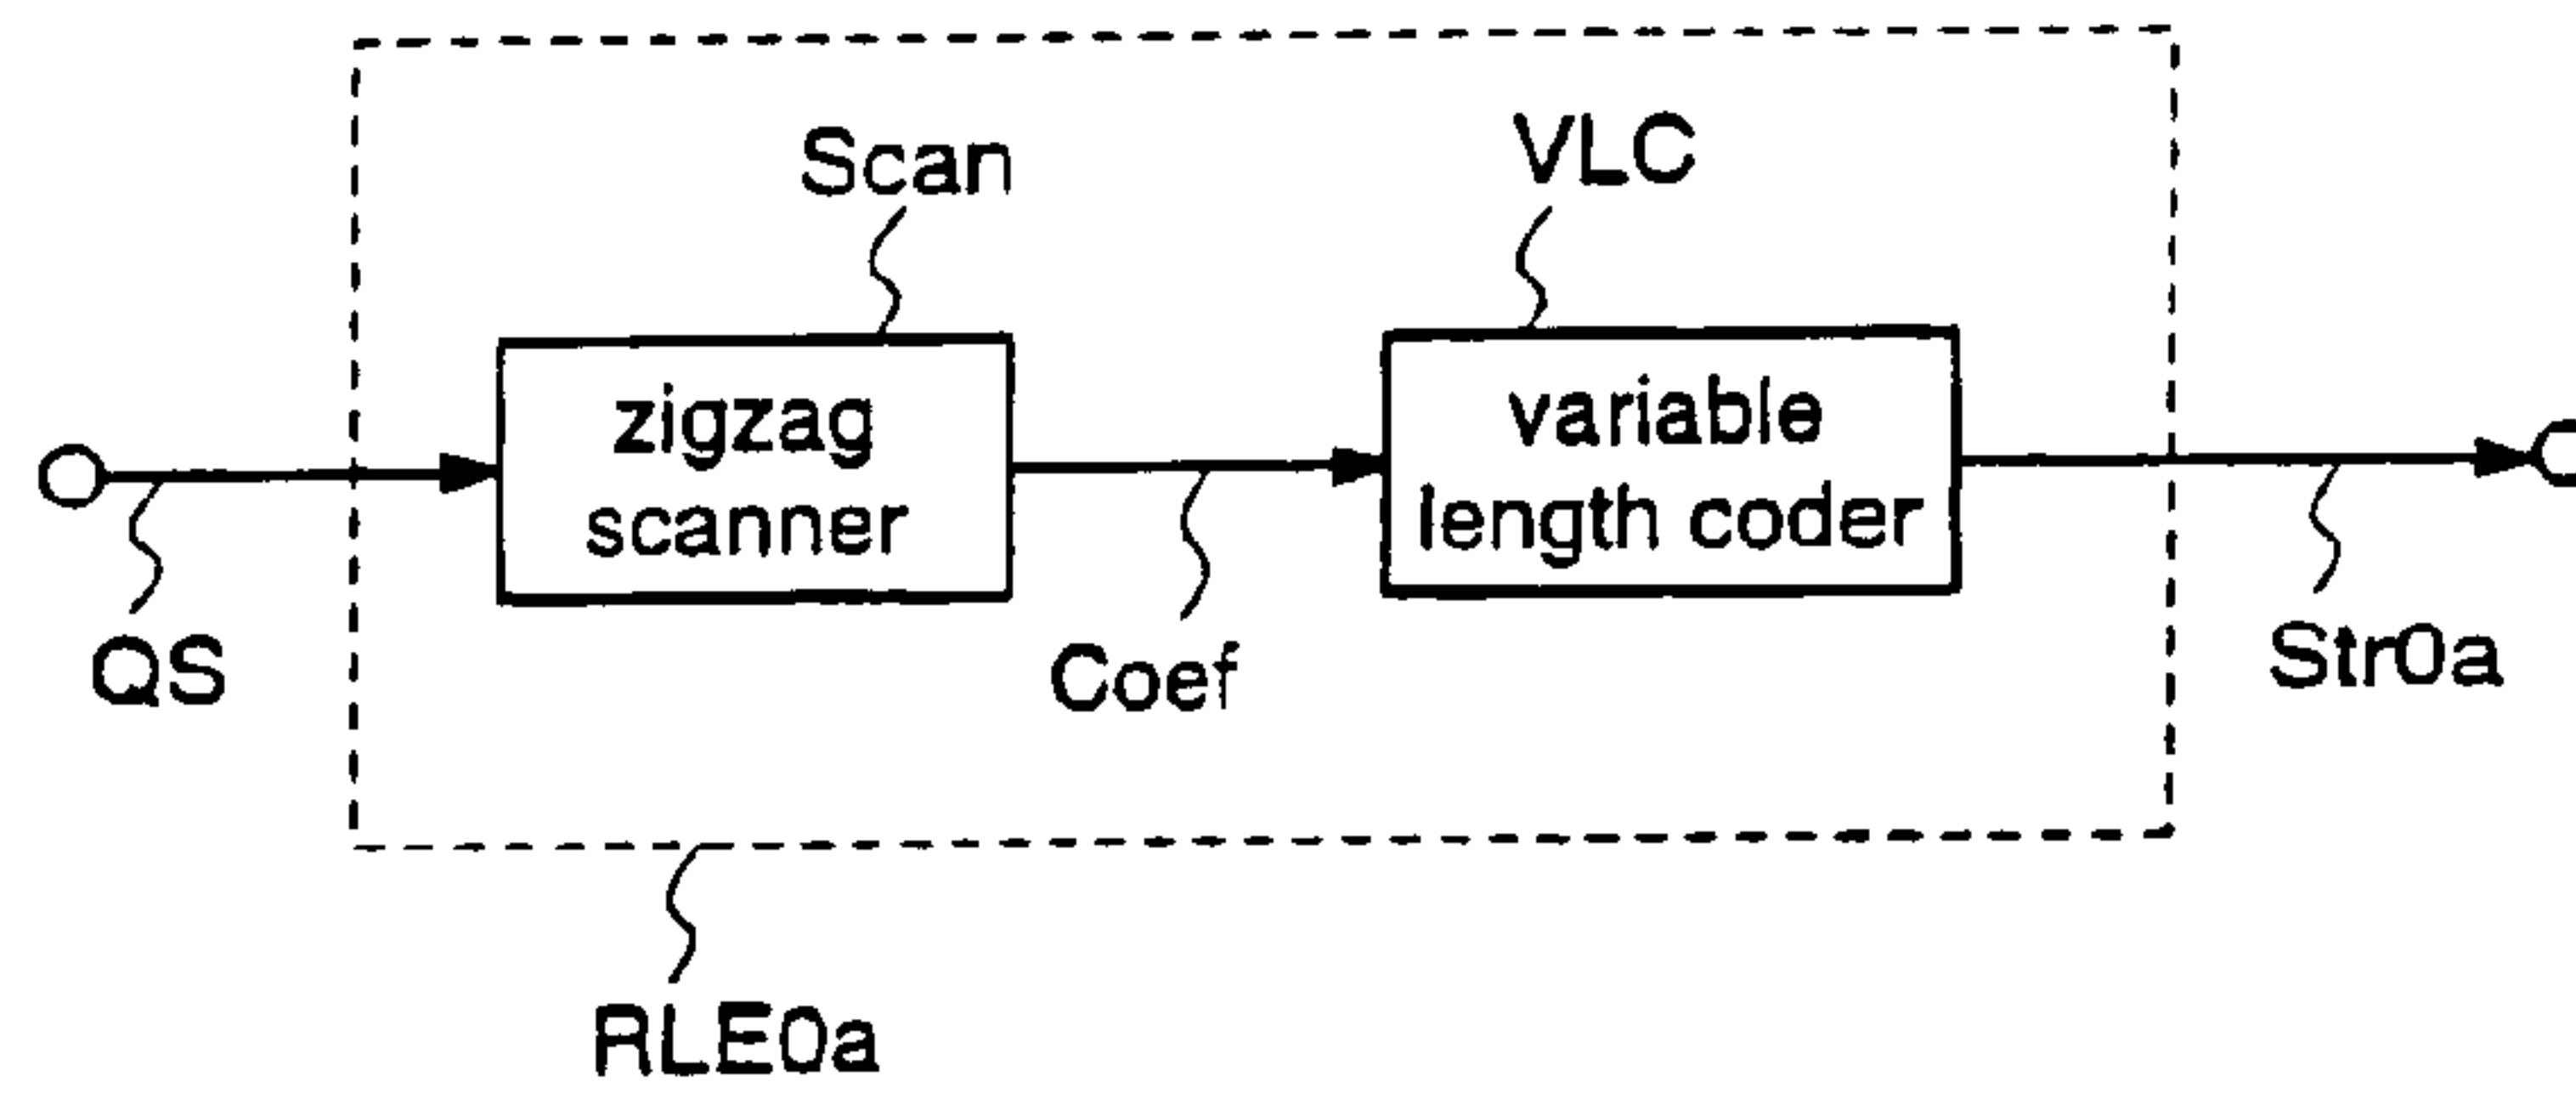 Scan
VLC
zigzag
scanner
variable
length coder
QS
Coef
Str0a
RLE0a